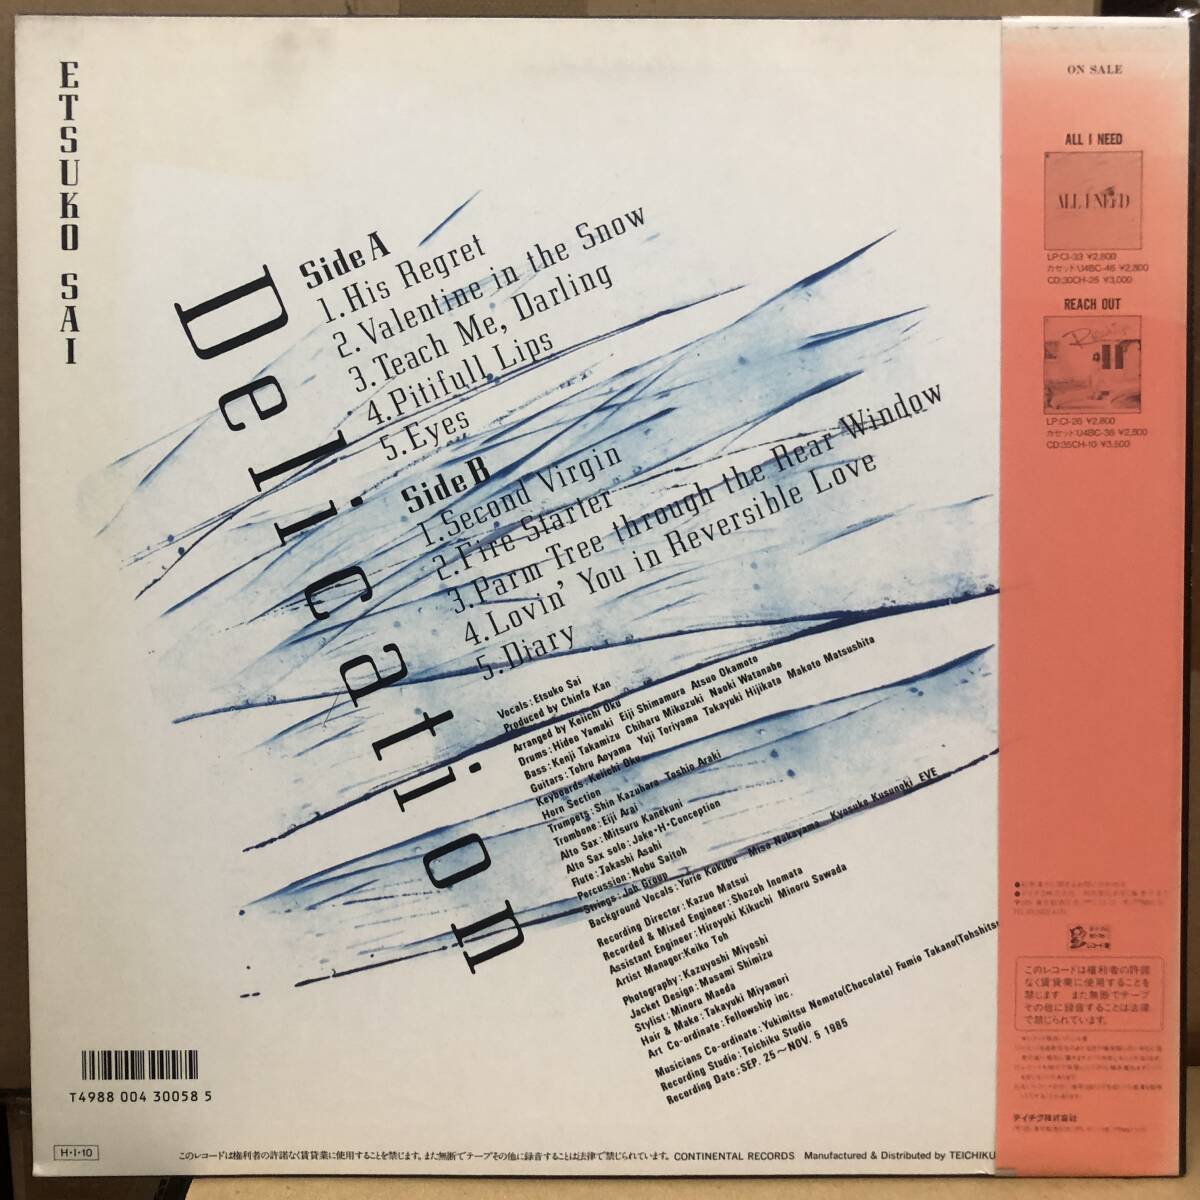 ETSUKO SAI
Delication
Side A
1.His Regret
2.Valentine in the Snow
3.Teach Me, Darling
4.Pitifull Lips
5.Eyes
Side B
1.Second Virgin
2.Fire Starter
3.Parm Tree through the Rear Window
4.Lovin' You in Reversible Love
5.Diary
Vocals:Etsuko Sai
Produced by Chinfa Kan
Arranged by Keiichi Oku
Drums:Hideo Yamaki Eiji Shimamura Atsuo Okamoto
Bass:Kenji Takamizu Chiharu Mikuzuki Naoki Watanabe
Guitars:Tohru Aoyama Yuji Toriyama Takayuki Hijikata Makoto Matsushita
Keyboards:Keiichi Oku
Horn Section
Trumpets:Shin Kazuhara Toshio Araki
Trombone:Eiji Arai
Alto Sax:Mitsuru Kanekuni
Alto Sax solo:Jake・H・Conception
Flute:Takashi Asahi
Percussion:Nobu Saitoh
Strings:Joh Group
Background Vocals:Yurie Kokubu Miso Nakayama Kyosuke Kusunoki EVE
Recording Director:Kazuo Matsui
Recorded & Mixed Engineer:Shozoh Inomata
Assistant Engineer:Hiroyuki Kikuchi Minoru Sawada
Artist Manager:Keiko Toh
Photography:Kazuyoshi Miyoshi
Jacket Design:Masami Shimizu
Stylist:Minoru Maeda
Hair & Make:Takayuki Miyamori
Art Co-ordinate:Fellowship inc.
Musicians Co-ordinate:Yukimitsu Nemoto(Chocolate) Fumio Takano(Tohshitsu
Recording Studio:Teichiku Studio
Recording Date:SEP. 25〜NOV. 5 1985
T4988 004 30058 5
H・I・10
このレコードは権利者の許諾なく賃貸業に使用することを禁じます。また無断でテープその他に録音することは法律で禁じられています。 CONTINENTAL RECORDS Manufactured & Distributed by TEICHIKU
ON SALE
ALL I NEED
ALL I NEED
LP:CI-33 ¥2,800
カセット:U4BC-46 ¥2,800
CD:30CH-25 ¥3,000
REACH OUT
LP:CI-26 ¥2,800
カセット:U4BC-36 ¥2,800
CD:35CH-10 ¥3,500
このレコードは権利者の許諾
なく賃貸業に使用することを
禁じます また無断でテープ
その他に録音することは法律
で禁じられています。
テイチク株式会社